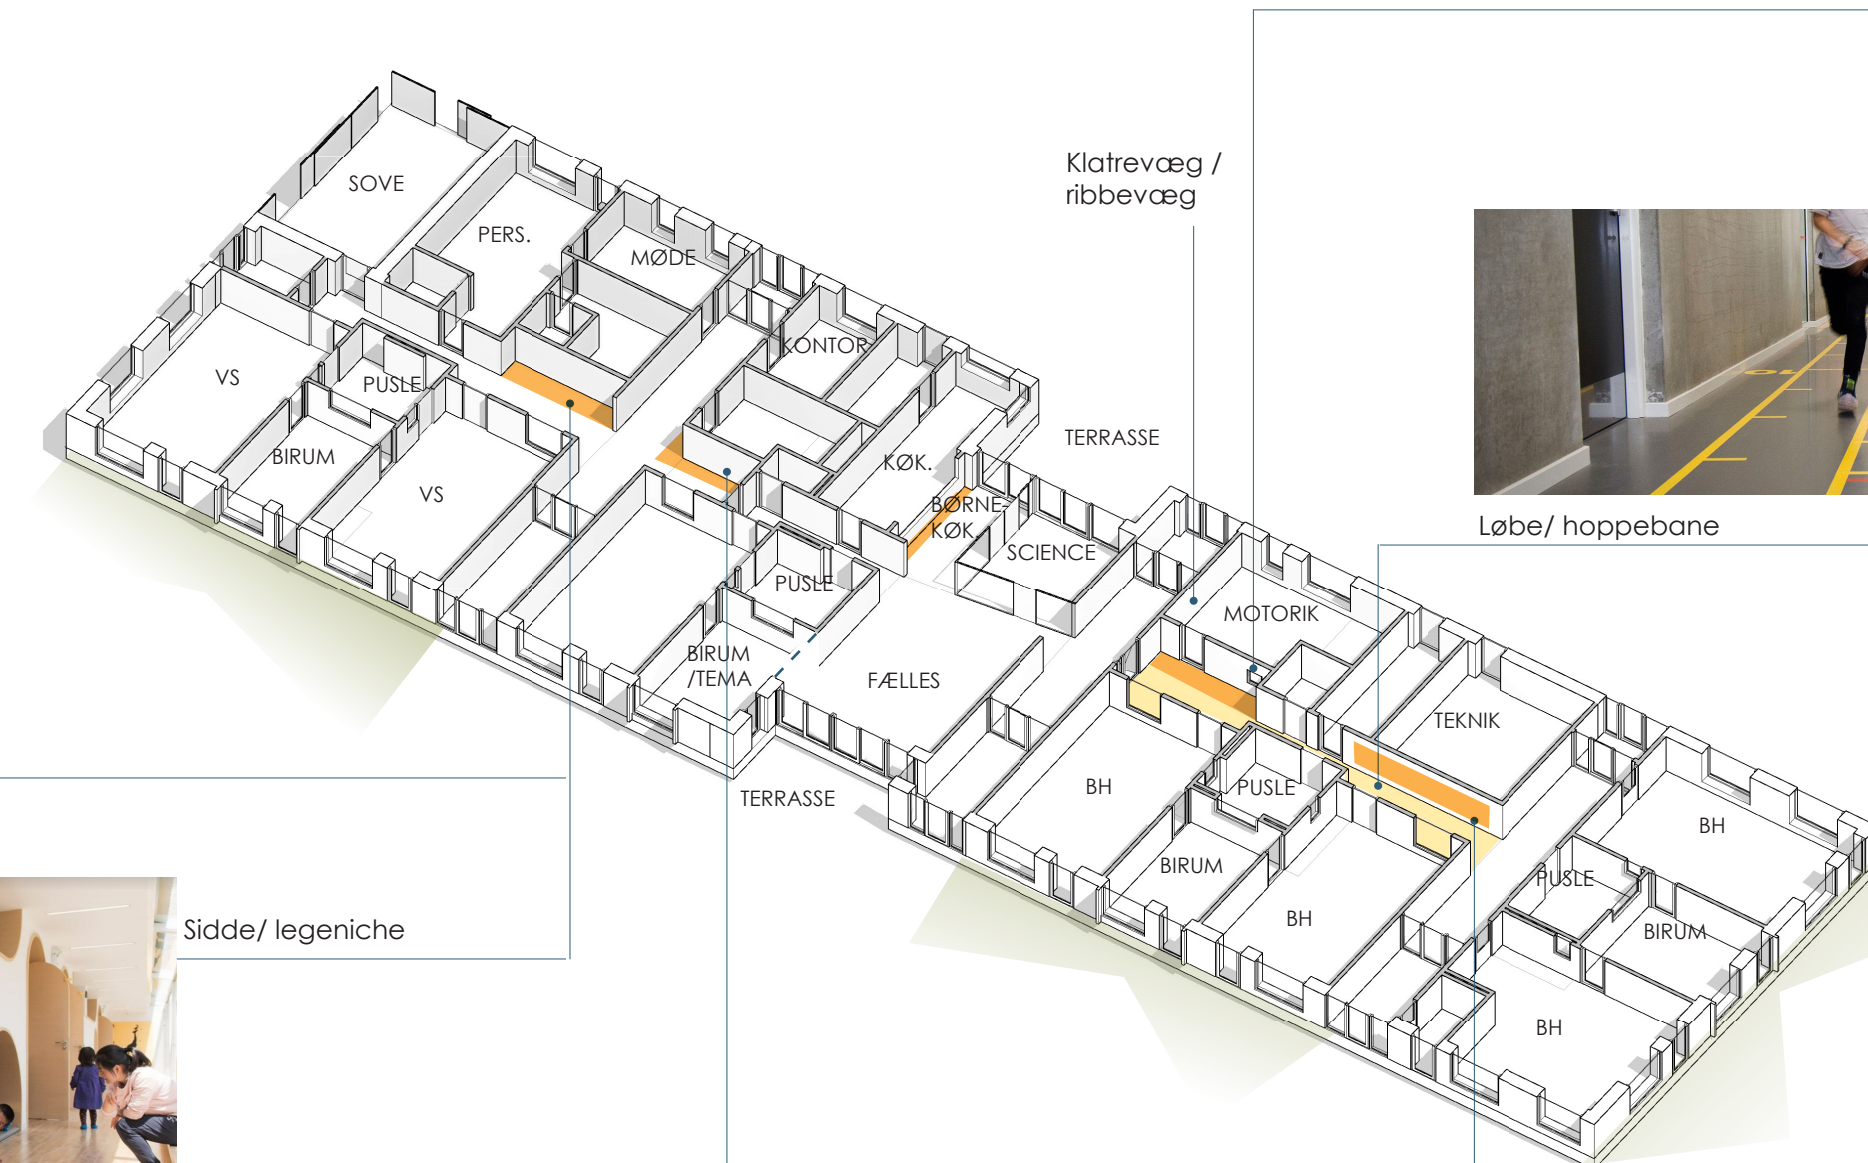 Klatrevæg /
ribbevæg
SOVE
PERS.
MØDE
KONTOR
VS
PUSLE
BIRUM
VS
KØK.
TERRASSE
BØRNE-
KØK.
SCIENCE
PUSLE
BIRUM
/TEMA
FÆLLES
MOTORIK
TEKNIK
TERRASSE
BH
PUSLE
BIRUM
BH
BH
PUSLE
BIRUM
BH
Løbe/ hoppebane
10
Sidde/ legeniche